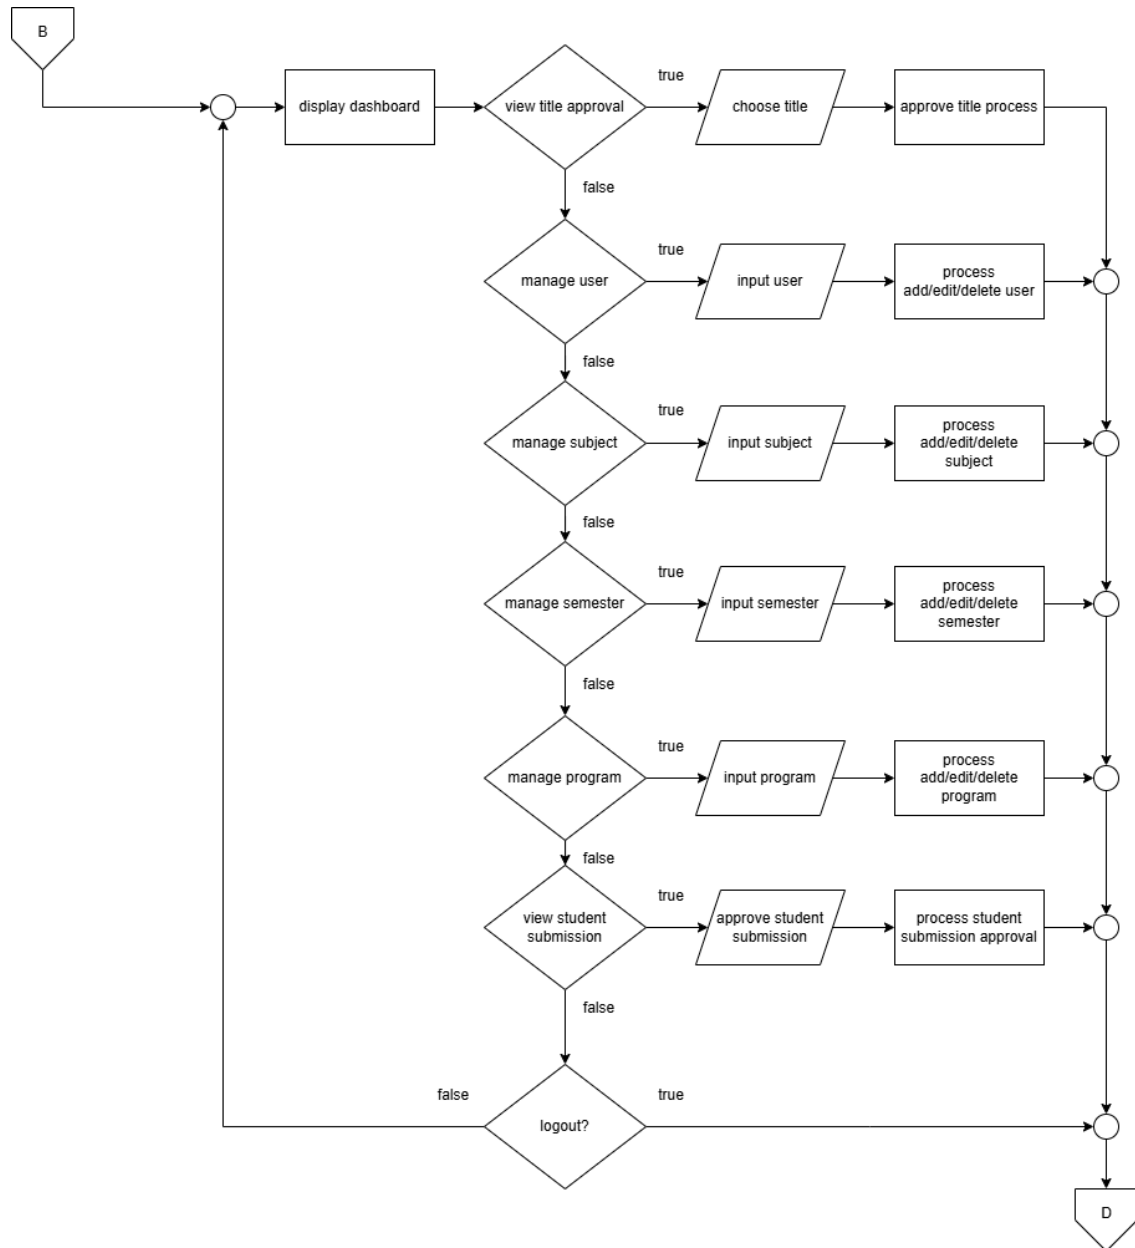 B
display dashboard
view title approval
true
choose title
approve title process
false
manage user
true
input user
process
add/edit/delete user
false
manage subject
true
input subject
process
add/edit/delete
subject
false
manage semester
true
input semester
process
add/edit/delete
semester
false
manage program
true
input program
process
add/edit/delete
program
false
view student
submission
true
approve student
submission
process student
submission approval
false
false
logout?
true
D